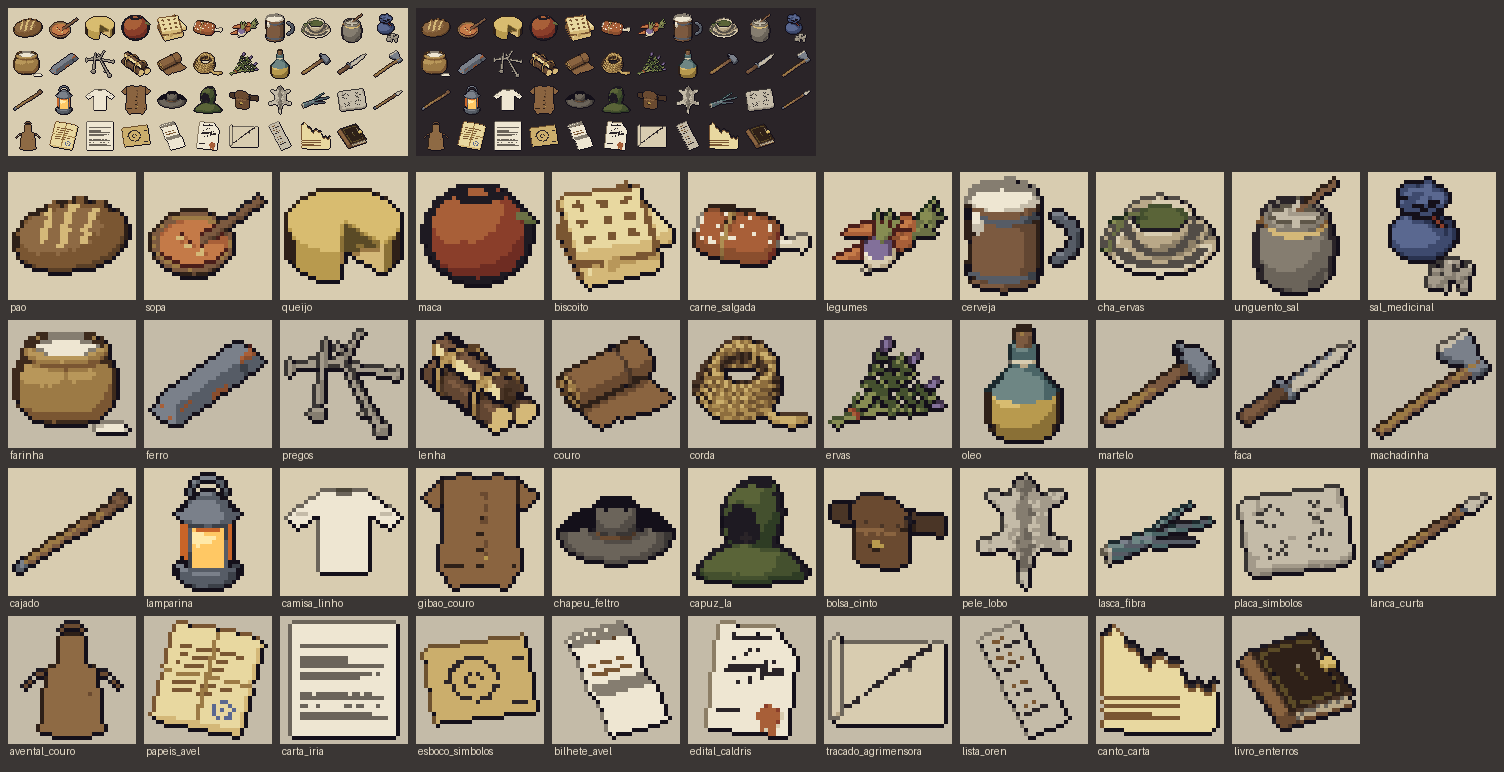 pao sopa queijo maca biscoito carne_salgada legumes cerveja cha_ervas unguento_sal sal_medicinal
farinha ferro pregos lenha couro corda ervas oleo martelo faca machadinha
cajado lamparina camisa_linho gibao_couro chapeu_feltro capuz_la bolsa_cinto pele_lobo lasca_fibra placa_simbolos lanca_curta
avental_couro papeis_avel carta_iria esboco_simbolos bilhete_avel edital_caldris tracado_agrimensora lista_oren canto_carta livro_enterros